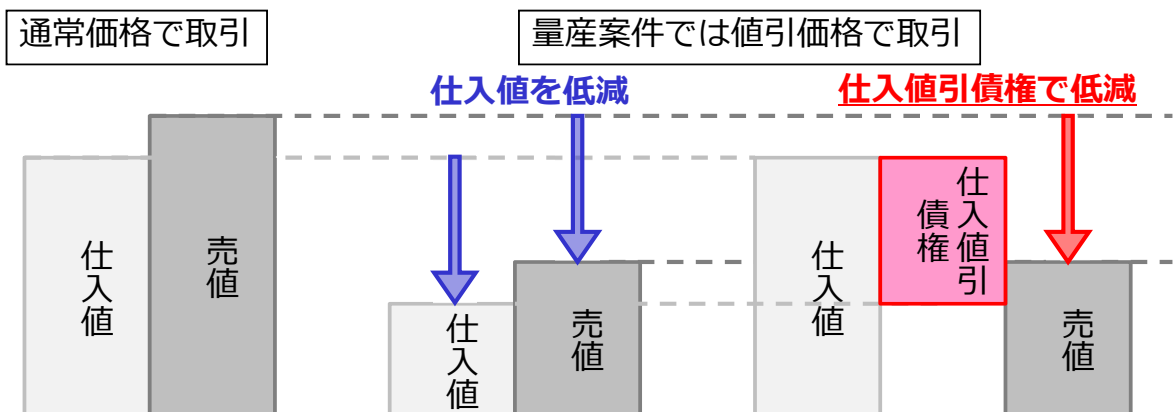 通常価格で取引
量産案件では値引価格で取引
仕入値を低減
仕入値引債権で低減
仕入値
売値
仕入値
売値
仕入値
仕入値引
債権
売値